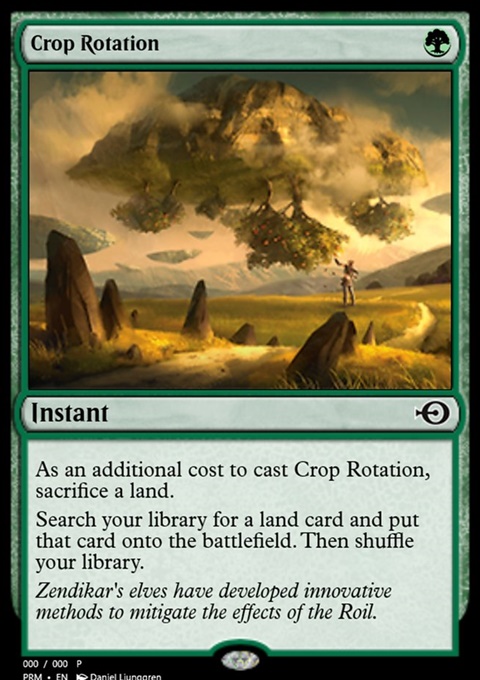 Crop Rotation
Instant
As an additional cost to cast Crop Rotation,
sacrifice a land.
Search your library for a land card and put
that card onto the battlefield. Then shuffle
your library.
Zendikar's elves have developed innovative
methods to mitigate the effects of the Roil.
000 / 000 P
PRM • EN Daniel Ljunggren